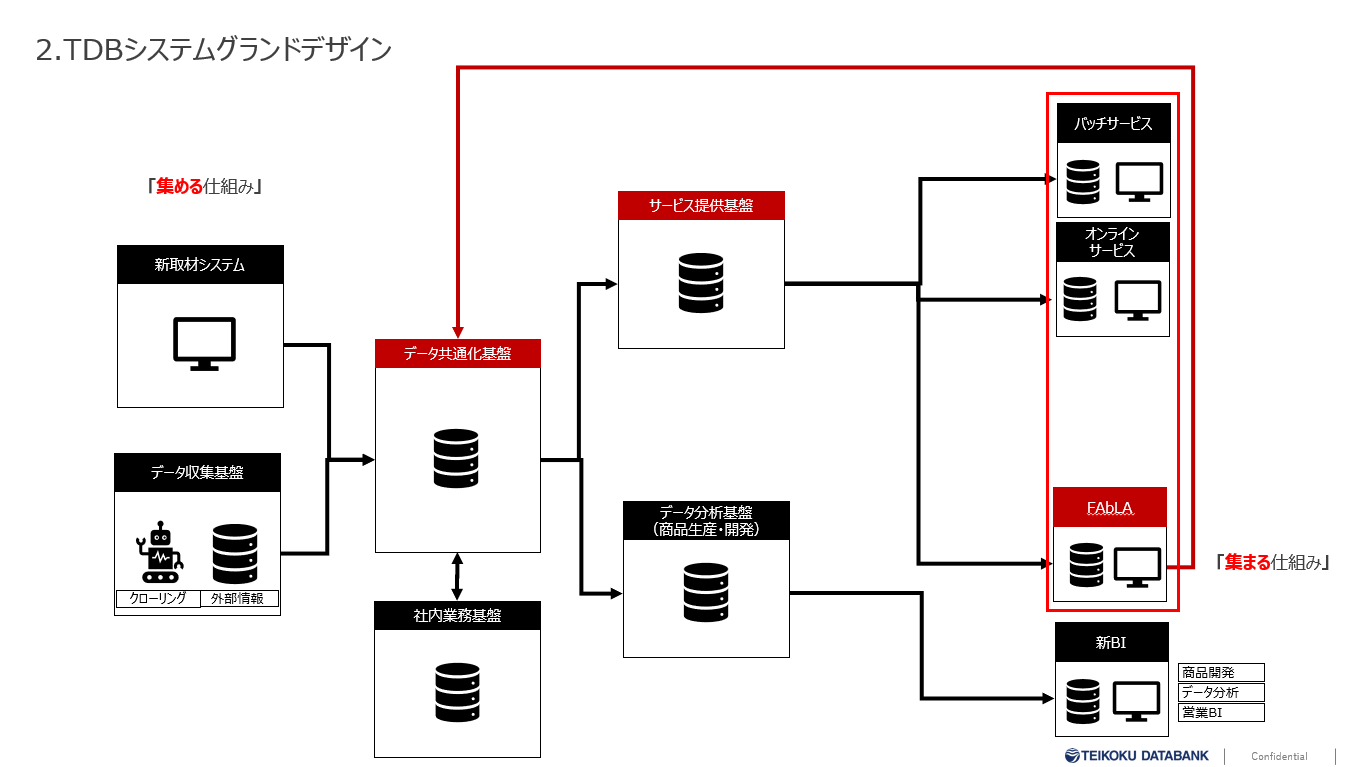 2.TDBシステムグランドデザイン
「集める仕組み」
新取材システム
データ収集基盤
クローリング
外部情報
データ共通化基盤
社内業務基盤
サービス提供基盤
データ分析基盤
（商品生産・開発）
バッチサービス
オンライン
サービス
FAbLA
「集まる仕組み」
新BI
商品開発
データ分析
営業BI
TEIKOKU DATABANK
Confidential